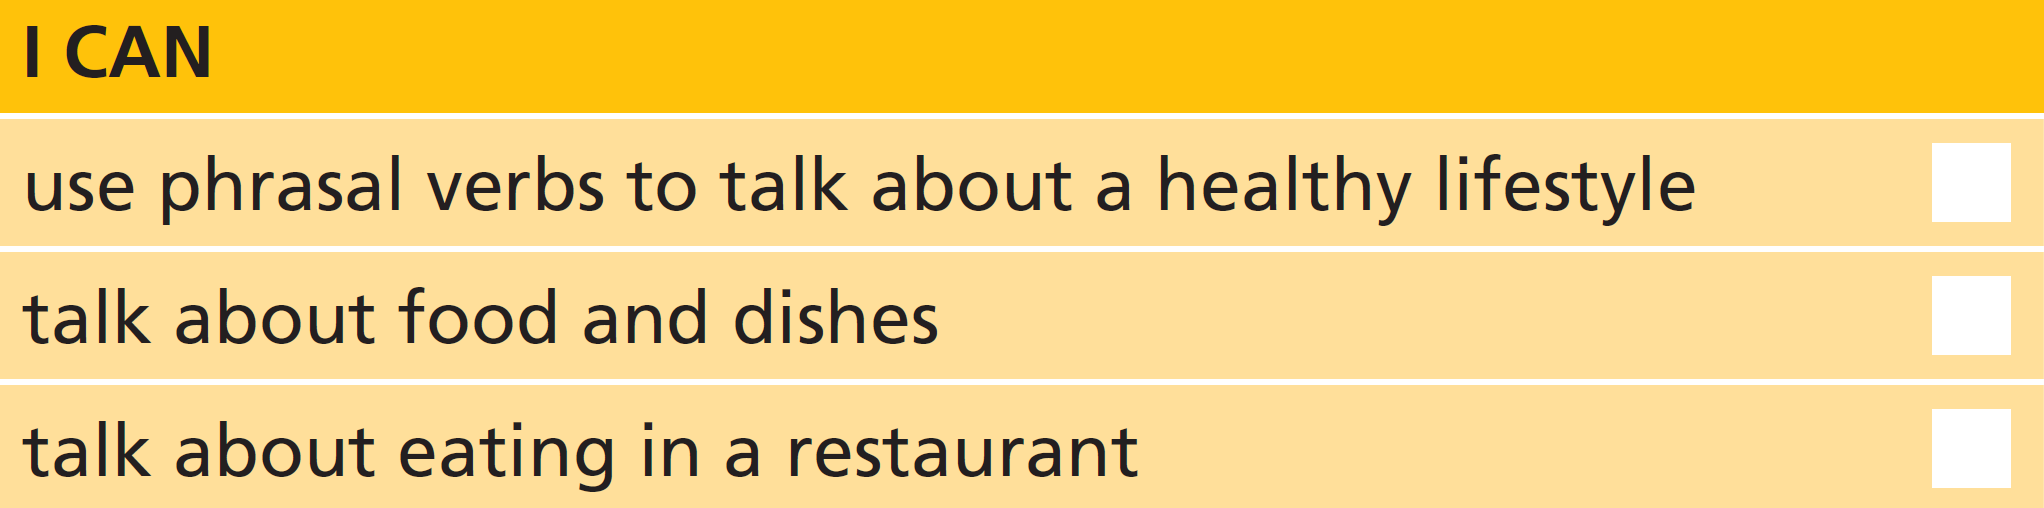 I CAN
use phrasal verbs to talk about a healthy lifestyle
talk about food and dishes
talk about eating in a restaurant